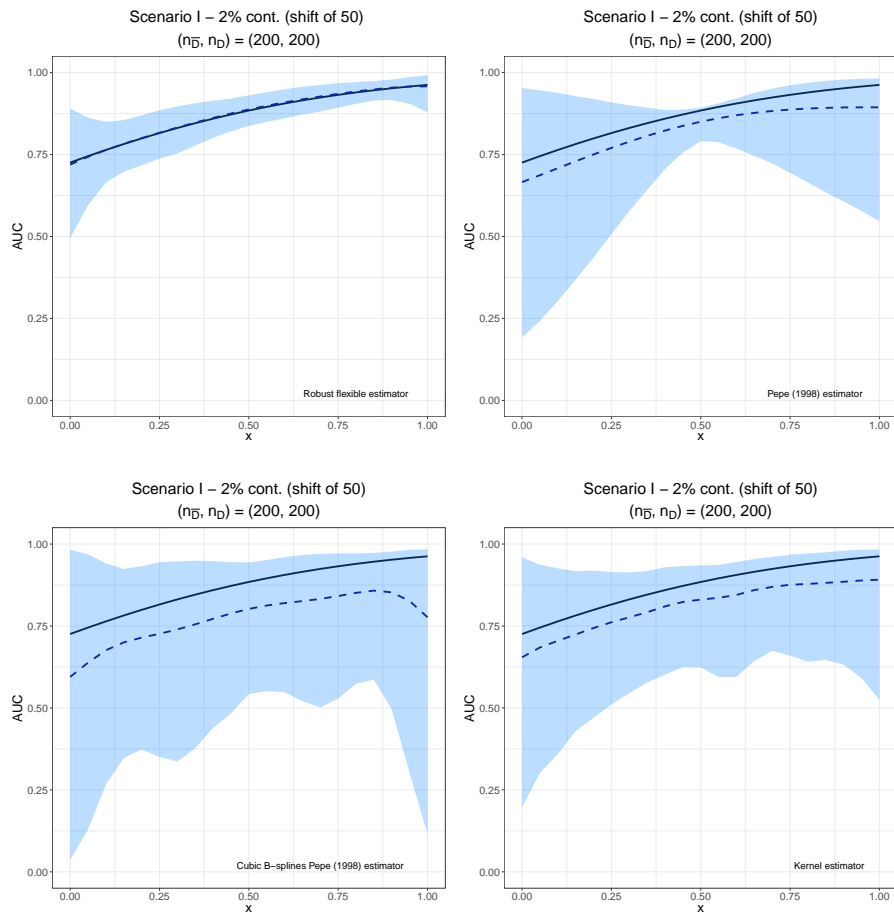 Scenario I − 2% cont. (shift of 50)
(nD̅, nD) = (200, 200)
AUC
1.00
0.75
0.50
0.25
0.00
Robust flexible estimator
0.00 0.25 0.50 0.75 1.00
x
Scenario I − 2% cont. (shift of 50)
(nD̅, nD) = (200, 200)
AUC
1.00
0.75
0.50
0.25
0.00
Pepe (1998) estimator
0.00 0.25 0.50 0.75 1.00
x
Scenario I − 2% cont. (shift of 50)
(nD̅, nD) = (200, 200)
AUC
1.00
0.75
0.50
0.25
0.00
Cubic B−splines Pepe (1998) estimator
0.00 0.25 0.50 0.75 1.00
x
Scenario I − 2% cont. (shift of 50)
(nD̅, nD) = (200, 200)
AUC
1.00
0.75
0.50
0.25
0.00
Kernel estimator
0.00 0.25 0.50 0.75 1.00
x